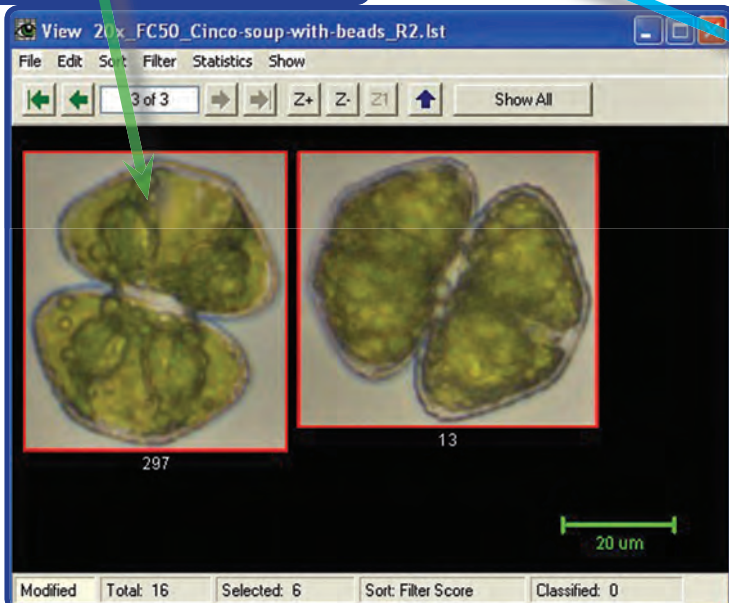 View 20x_FC50_Cinco-soup-with-beads_R2.lst
File Edit Sort Filter Statistics Show
3 of 3 Z+ Z- Z1 Show All
297
13
20 um
Modified Total: 16 Selected: 6 Sort: Filter Score Classified: 0